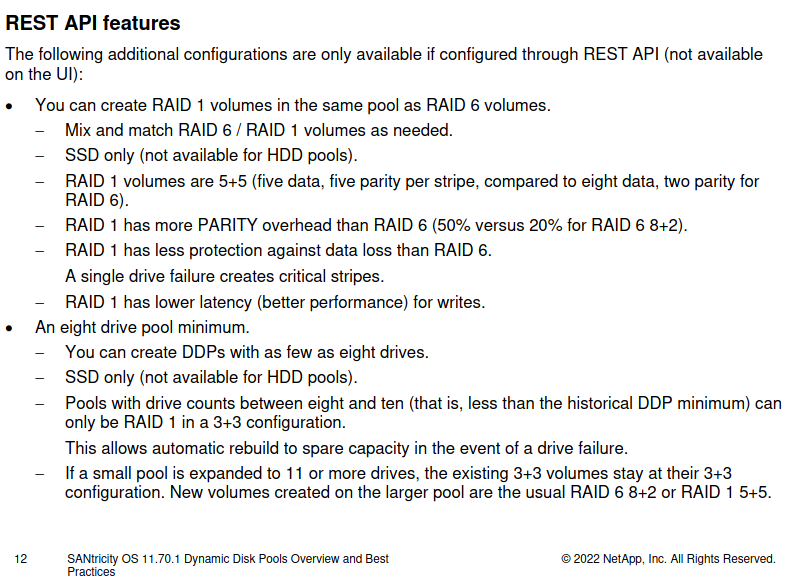 REST API features
The following additional configurations are only available if configured through REST API (not available
on the UI):
• You can create RAID 1 volumes in the same pool as RAID 6 volumes.
– Mix and match RAID 6 / RAID 1 volumes as needed.
– SSD only (not available for HDD pools).
– RAID 1 volumes are 5+5 (five data, five parity per stripe, compared to eight data, two parity for
RAID 6).
– RAID 1 has more PARITY overhead than RAID 6 (50% versus 20% for RAID 6 8+2).
– RAID 1 has less protection against data loss than RAID 6.
A single drive failure creates critical stripes.
– RAID 1 has lower latency (better performance) for writes.
• An eight drive pool minimum.
– You can create DDPs with as few as eight drives.
– SSD only (not available for HDD pools).
– Pools with drive counts between eight and ten (that is, less than the historical DDP minimum) can
only be RAID 1 in a 3+3 configuration.
This allows automatic rebuild to spare capacity in the event of a drive failure.
– If a small pool is expanded to 11 or more drives, the existing 3+3 volumes stay at their 3+3
configuration. New volumes created on the larger pool are the usual RAID 6 8+2 or RAID 1 5+5.
12 SANtricity OS 11.70.1 Dynamic Disk Pools Overview and Best
Practices
© 2022 NetApp, Inc. All Rights Reserved.